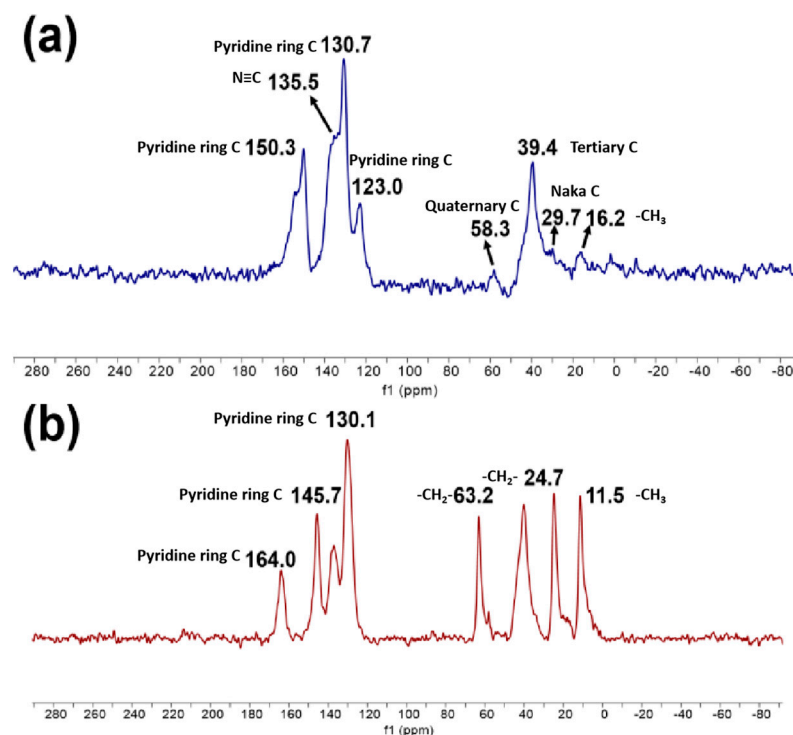 (a)
Pyridine ring C 130.7
N≡C 135.5
Pyridine ring C 150.3
Pyridine ring C
123.0
39.4 Tertiary C
Quaternary C
58.3
Naka C
29.7 16.2 -CH₃
280 260 240 220 200 180 160 140 120 100 80 60 40 20 0 -20 -40 -60 -80
f1 (ppm)
(b)
Pyridine ring C 130.1
Pyridine ring C 145.7
Pyridine ring C 164.0
-CH₂-63.2
-CH₂- 24.7
11.5 -CH₃
280 260 240 220 200 180 160 140 120 100 80 60 40 20 0 -20 -40 -60 -80
f1 (ppm)